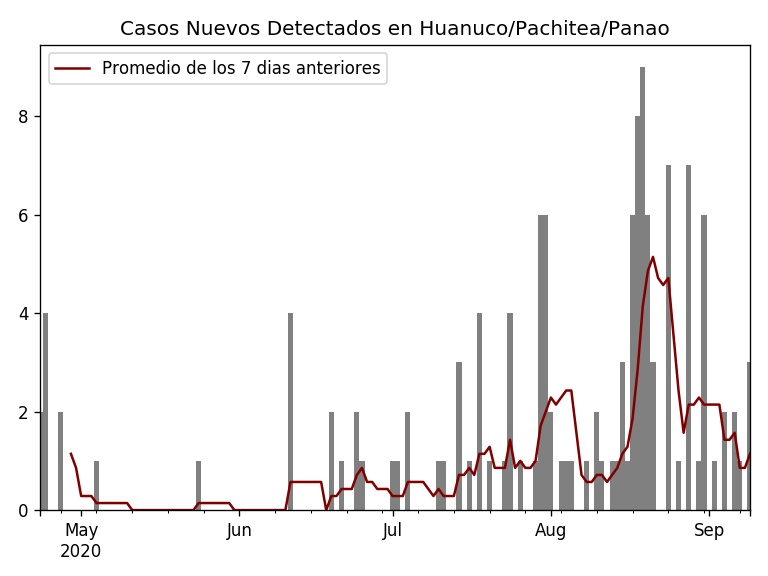 Casos Nuevos Detectados en Huanuco/Pachitea/Panao
Promedio de los 7 dias anteriores
8
6
4
2
0
May Jun Jul Aug Sep
2020